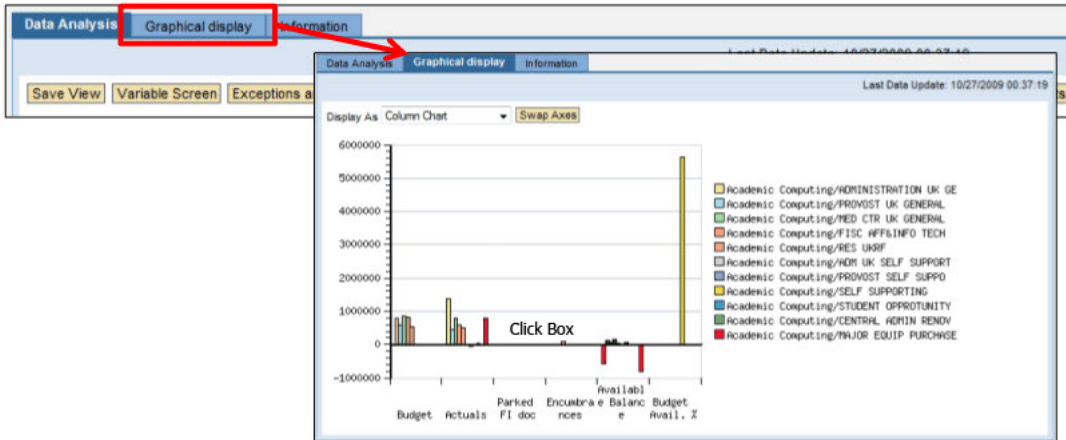 Data Analysis Graphical display Information
Save View Variable Screen Exceptions
Data Analysis Graphical display Information
Last Data Update: 10/27/2009 00:37:19
Display As Column Chart Swap Axes
6000000
5000000
4000000
3000000
2000000
1000000
0
-1000000
Click Box
Budget
Actuals
Parked
FI doc
Encumbra
nces
Availabl
e Balanc
e
Budget
Avail. %
Academic Computing/ADMINISTRATION UK GE
Academic Computing/PROVOST UK GENERAL
Academic Computing/MED CTR UK GENERAL
Academic Computing/FISC AFF&INFO TECH
Academic Computing/RES UKRF
Academic Computing/ADM UK SELF SUPPORT
Academic Computing/PROVOST SELF SUPPO
Academic Computing/SELF SUPPORTING
Academic Computing/STUDENT OPPROTUNITY
Academic Computing/CENTRAL ADMIN RENOV
Academic Computing/MAJOR EQUIP PURCHASE